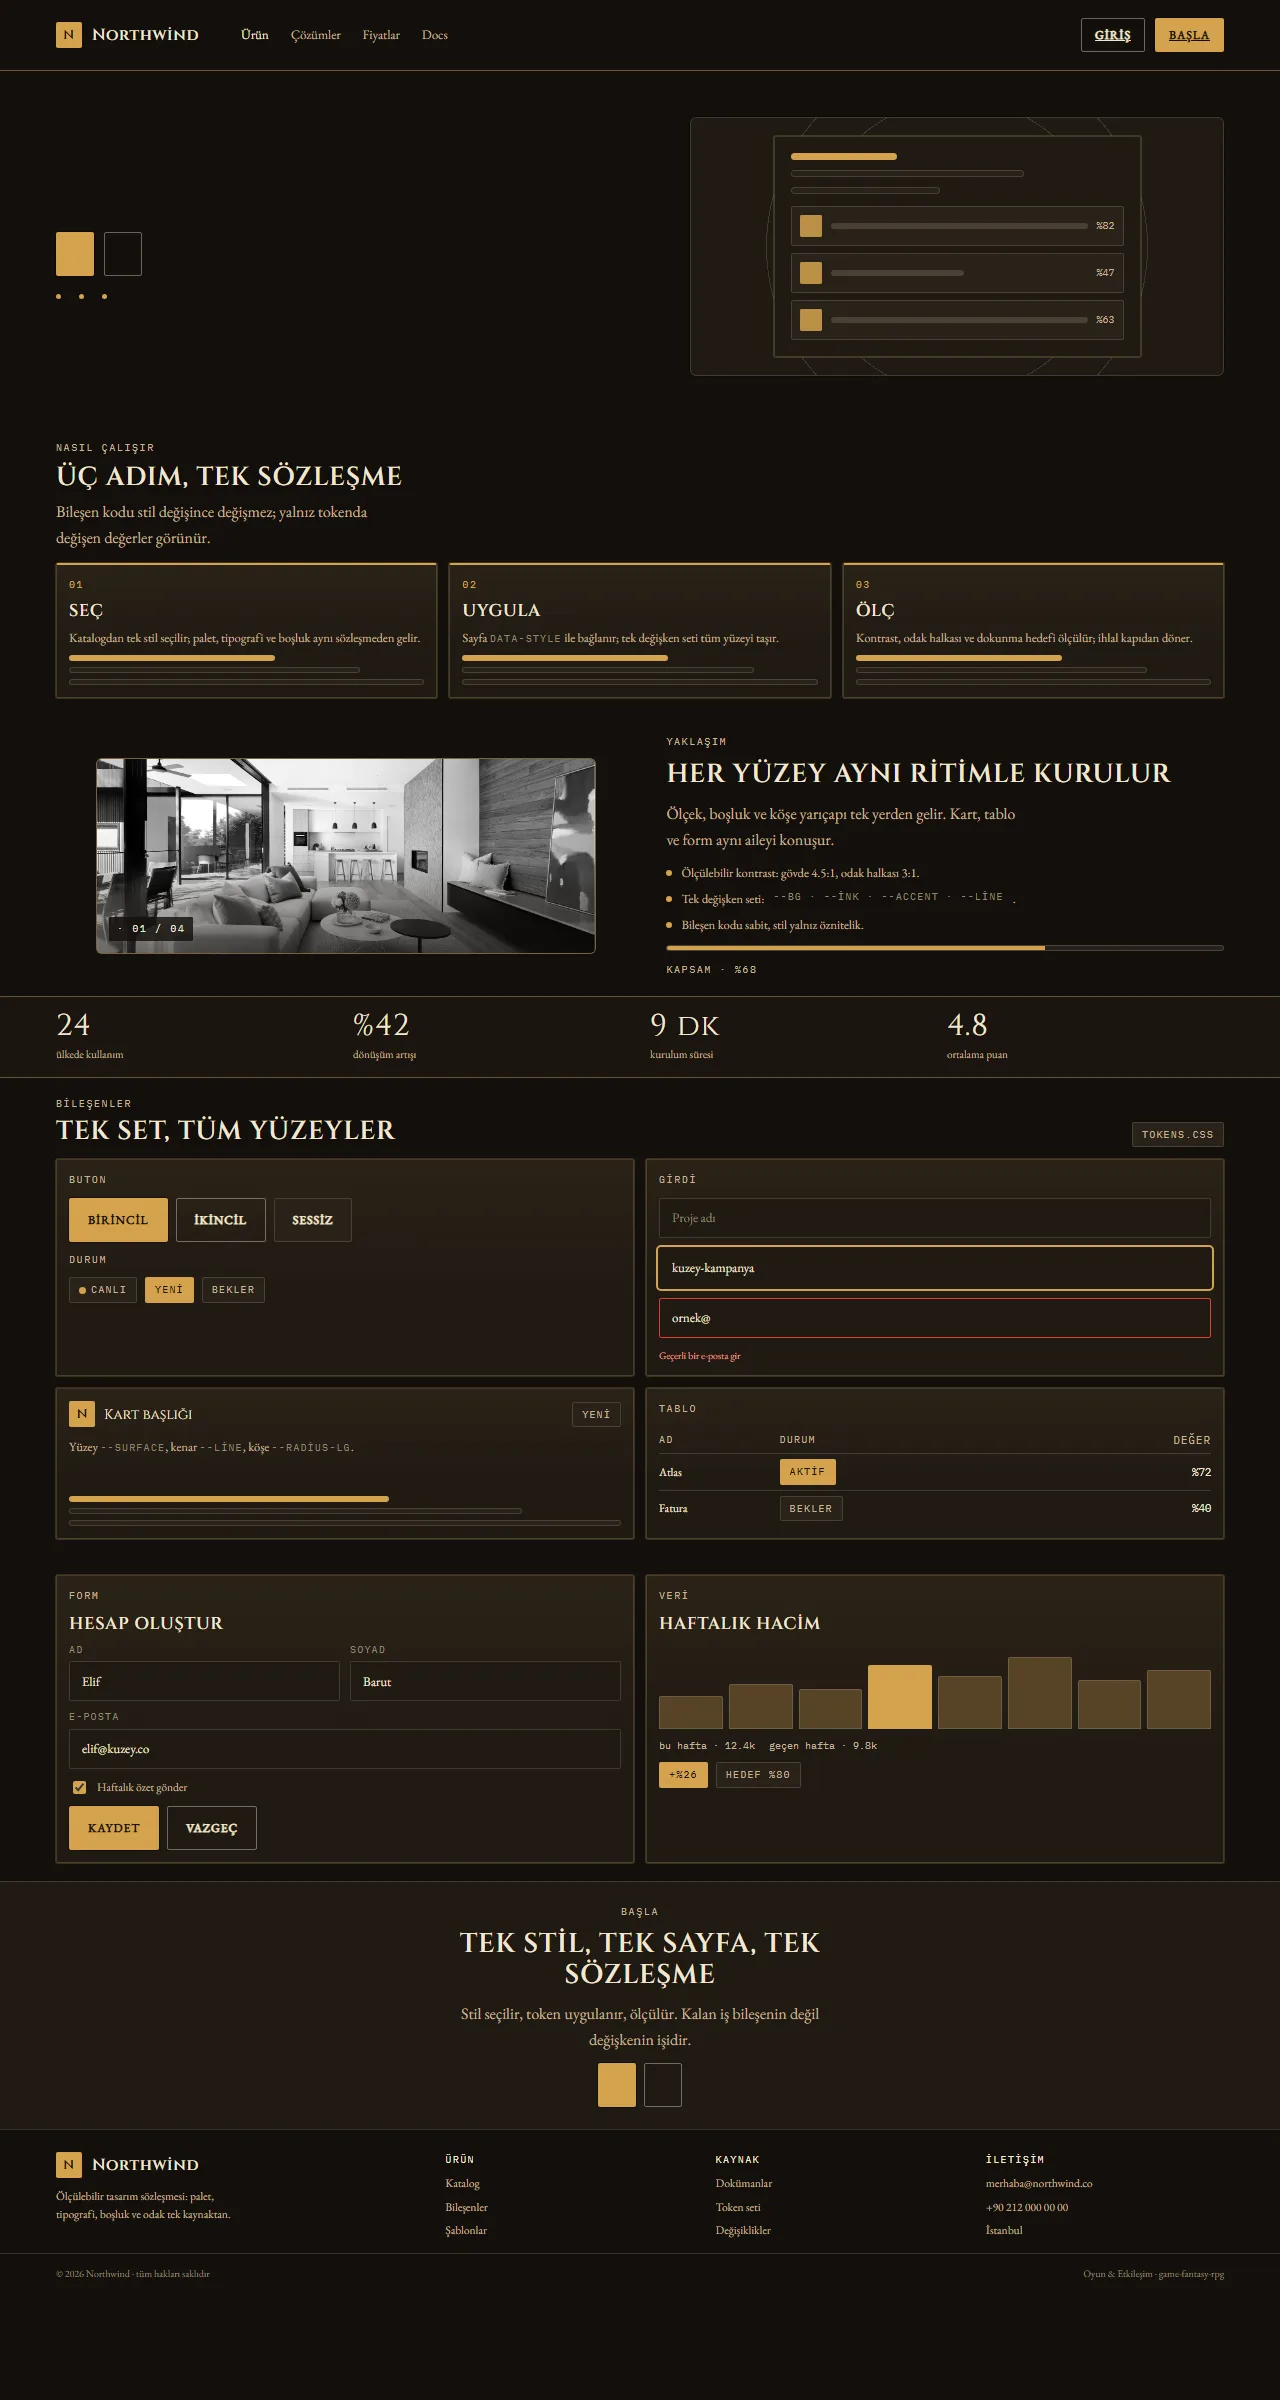 N NORTHWİND Ürün Çözümler Fiyatlar Docs GİRİŞ BAŞLA
%82
%47
%63
NASIL ÇALIŞIR
ÜÇ ADIM, TEK SÖZLEŞME
Bileşen kodu stil değişince değişmez; yalnız tokenda
değişen değerler görünür.
01
SEÇ
Katalogdan tek stil seçilir; palet, tipografi ve boşluk aynı sözleşmeden gelir.
02
UYGULA
Sayfa DATA-STYLE ile bağlanır; tek değişken seti tüm yüzeyi taşır.
03
ÖLÇ
Kontrast, odak halkası ve dokunma hedefi ölçülür; ihlal kapıdan döner.
· 01 / 04
YAKLAŞIM
HER YÜZEY AYNI RİTİMLE KURULUR
Ölçek, boşluk ve köşe yarıçapı tek yerden gelir. Kart, tablo
ve form aynı aileyi konuşur.
Ölçülebilir kontrast: gövde 4.5:1, odak halkası 3:1.
Tek değişken seti: --BG · --İNK · --ACCENT · --LİNE .
Bileşen kodu sabit, stil yalnız öznitelik.
KAPSAM · %68
24
ülkede kullanım
%42
dönüşüm artışı
9 DK
kurulum süresi
4.8
ortalama puan
BİLEŞENLER
TEK SET, TÜM YÜZEYLER
TOKENS.CSS
BUTON
BİRİNCİL İKİNCİL SESSİZ
DURUM
CANLI YENİ BEKLER
GİRDİ
Proje adı
kuzey-kampanya
ornek@
Geçerli bir e-posta gir
N KART BAŞLIĞI YENİ
Yüzey --SURFACE, kenar --LİNE, köşe --RADİUS-LG.
TABLO
AD DURUM DEĞER
Atlas AKTİF %72
Fatura BEKLER %40
FORM
HESAP OLUŞTUR
AD SOYAD
Elif Barut
E-POSTA
elif@kuzey.co
Haftalık özet gönder
KAYDET VAZGEÇ
VERİ
HAFTALIK HACİM
bu hafta · 12.4k geçen hafta · 9.8k
+%26 HEDEF %80
BAŞLA
TEK STİL, TEK SAYFA, TEK
SÖZLEŞME
Stil seçilir, token uygulanır, ölçülür. Kalan iş bileşenin değil
değişkenin işidir.
N NORTHWİND
Ölçülebilir tasarım sözleşmesi: palet,
tipografi, boşluk ve odak tek kaynaktan.
ÜRÜN
Katalog
Bileşenler
Şablonlar
KAYNAK
Dokümanlar
Token seti
Değişiklikler
İLETİŞİM
merhaba@northwind.co
+90 212 000 00 00
İstanbul
© 2026 Northwind · tüm hakları saklıdır
Oyun & Etkileşim · game-fantasy-rpg